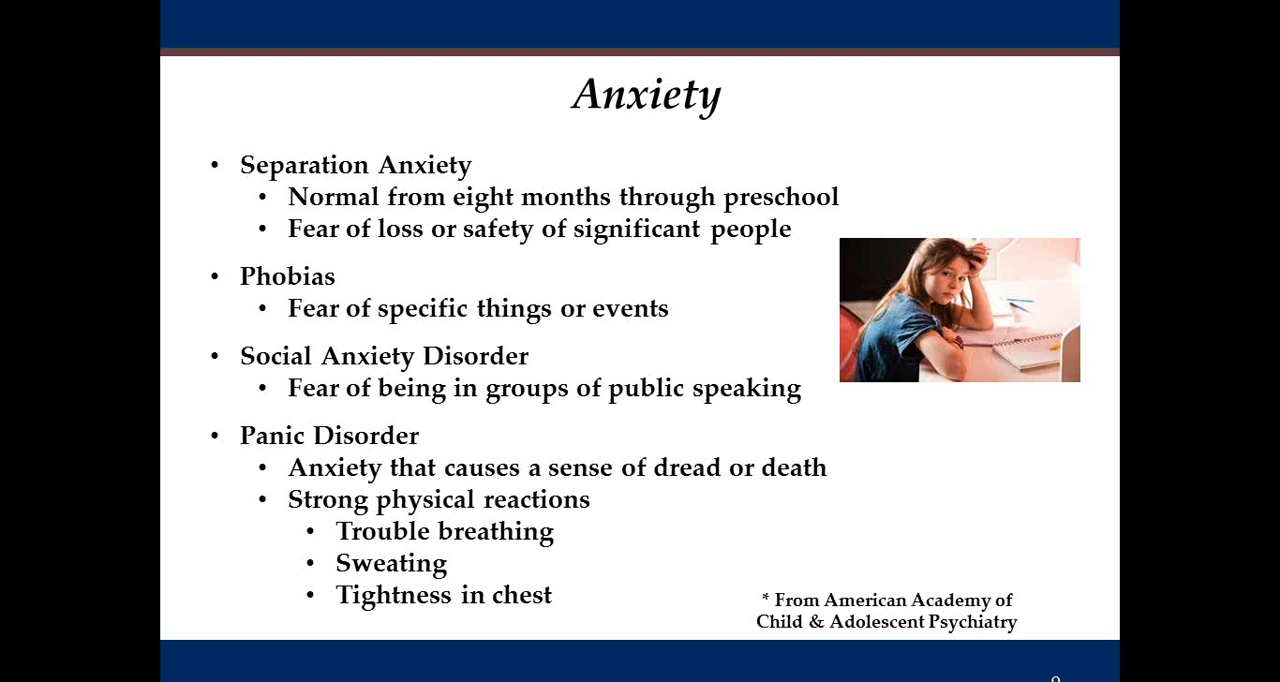 Anxiety
• Separation Anxiety
• Normal from eight months through preschool
• Fear of loss or safety of significant people
• Phobias
• Fear of specific things or events
• Social Anxiety Disorder
• Fear of being in groups of public speaking
• Panic Disorder
• Anxiety that causes a sense of dread or death
• Strong physical reactions
• Trouble breathing
• Sweating
• Tightness in chest
* From American Academy of
Child & Adolescent Psychiatry